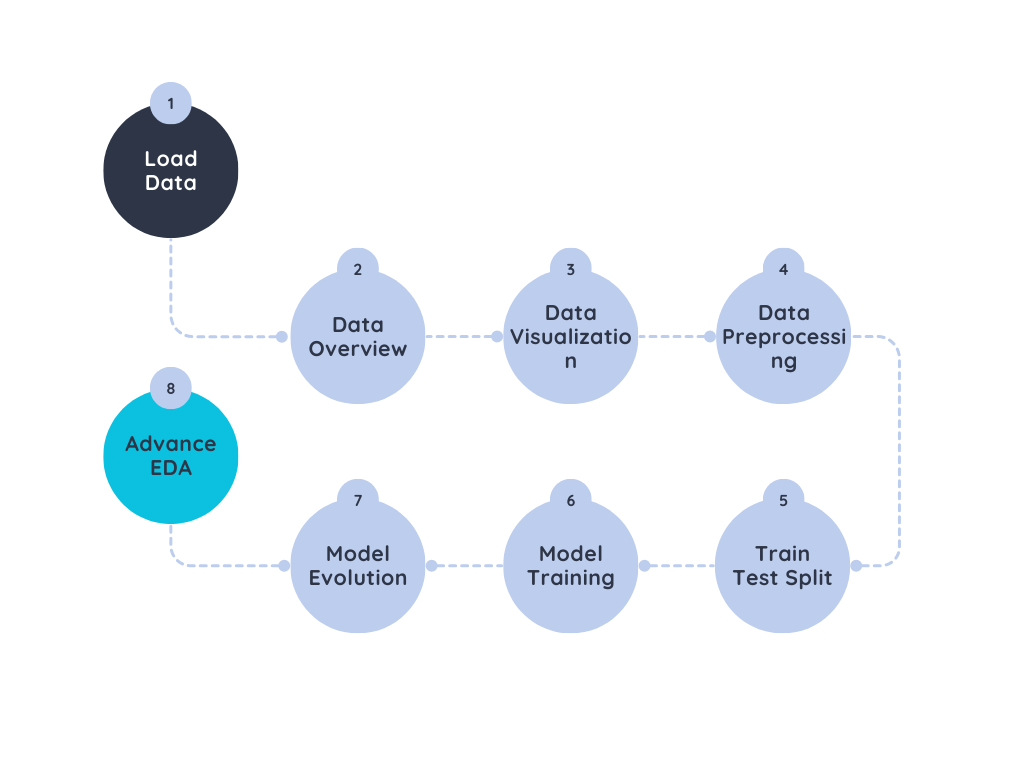 1
Load
Data
2
Data
Overview
3
Data
Visualizatio
n
4
Data
Preprocessi
ng
5
Train
Test Split
6
Model
Training
7
Model
Evolution
8
Advance
EDA